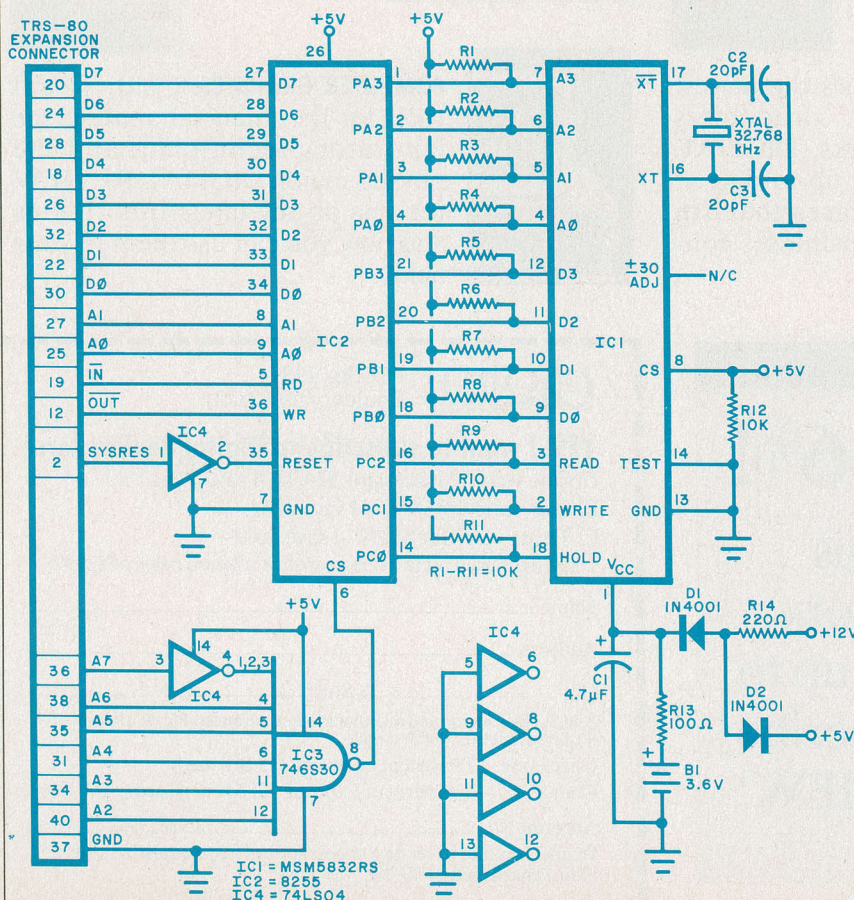 TRS-80
EXPANSION
CONNECTOR
+5V
26
+5V
20 D7 27 D7
24 D6 28 D6
28 D5 29 D5
18 D4 30 D4
26 D3 31 D3
32 D2 32 D2
22 D1 33 D1
30 DØ 34 DØ
27 A1 8 A1
25 AØ 9 AØ
19 IN 5 RD
12 OUT 36 WR
2 SYSRES 1 IC4 2 7 35 RESET
7 GND
IC2
CS
6
PA3 1 R1 7 A3
PA2 2 R2 6 A2
PA1 3 R3 5 A1
PAØ 4 R4 4 AØ
PB3 21 R5 12 D3
PB2 20 R6 11 D2
PB1 19 R7 10 D1
PBØ 18 R8 9 DØ
PC2 16 R9 3 READ
PC1 15 R10 2 WRITE
PCØ 14 R11 18 HOLD
R1-R11=10K
IC1
VCC
1
XT 17
C2
20pF
XTAL
32.768
kHz
XT 16
C3
20pF
±30
ADJ
N/C
CS 8 +5V
R12
10K
TEST 14
GND 13
+5V
36 A7 3 14 4 1,2,3
IC4
38 A6 4
35 A5 5
31 A4 6
34 A3 11
40 A2 12
37 GND
14
IC3
746S30
8
7
IC4
5 6
9 8
11 10
13 12
D1
1N4001
R14
220Ω
+12V
+
C1
4.7μF
R13
100Ω
D2
1N4001
+5V
+
B1
3.6V
IC1 = MSM5832RS
IC2 = 8255
IC4 = 74LS04